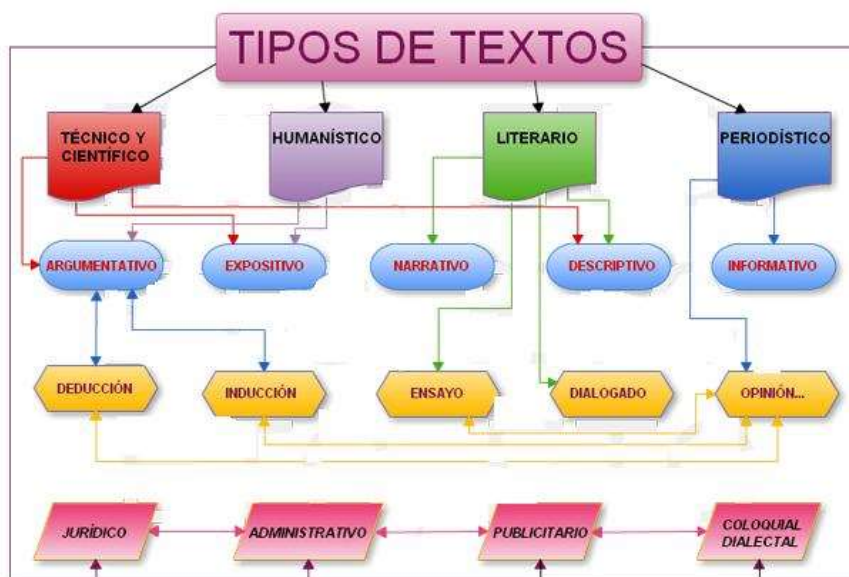 TIPOS DE TEXTOS
TÉCNICO Y
CIENTÍFICO
HUMANÍSTICO
LITERARIO
PERIODÍSTICO
ARGUMENTATIVO
EXPOSITIVO
NARRATIVO
DESCRIPTIVO
INFORMATIVO
DEDUCCIÓN
INDUCCIÓN
ENSAYO
DIALOGADO
OPINIÓN...
JURÍDICO
ADMINISTRATIVO
PUBLICITARIO
COLOQUIAL
DIALECTAL